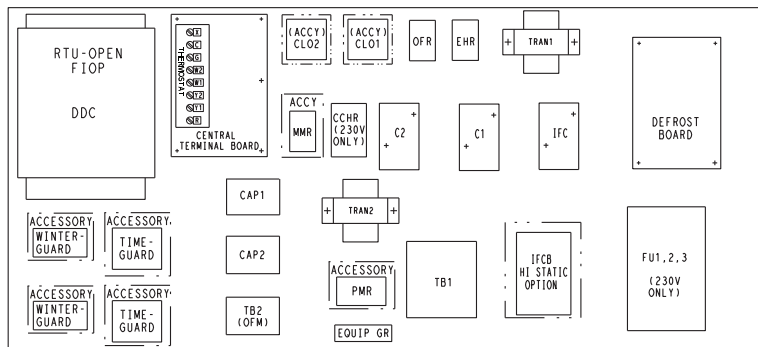 RTU-OPEN
FIOP
DDC
THERMOSTAT
X
C
G
W2
W1
Y2
Y1
R
CENTRAL
TERMINAL BOARD
(ACCY)
CLO2
(ACCY)
CLO1
OFR
EHR
TRAN1
DEFROST
BOARD
ACCY
MMR
CCHR
(230V
ONLY)
C2
C1
IFC
CAP1
TRAN2
ACCESSORY
WINTER-
GUARD
ACCESSORY
TIME-
GUARD
CAP2
ACCESSORY
PMR
TB1
IFCB
HI STATIC
OPTION
FU1,2,3
(230V
ONLY)
ACCESSORY
WINTER-
GUARD
ACCESSORY
TIME-
GUARD
TB2
(OFM)
EQUIP GR